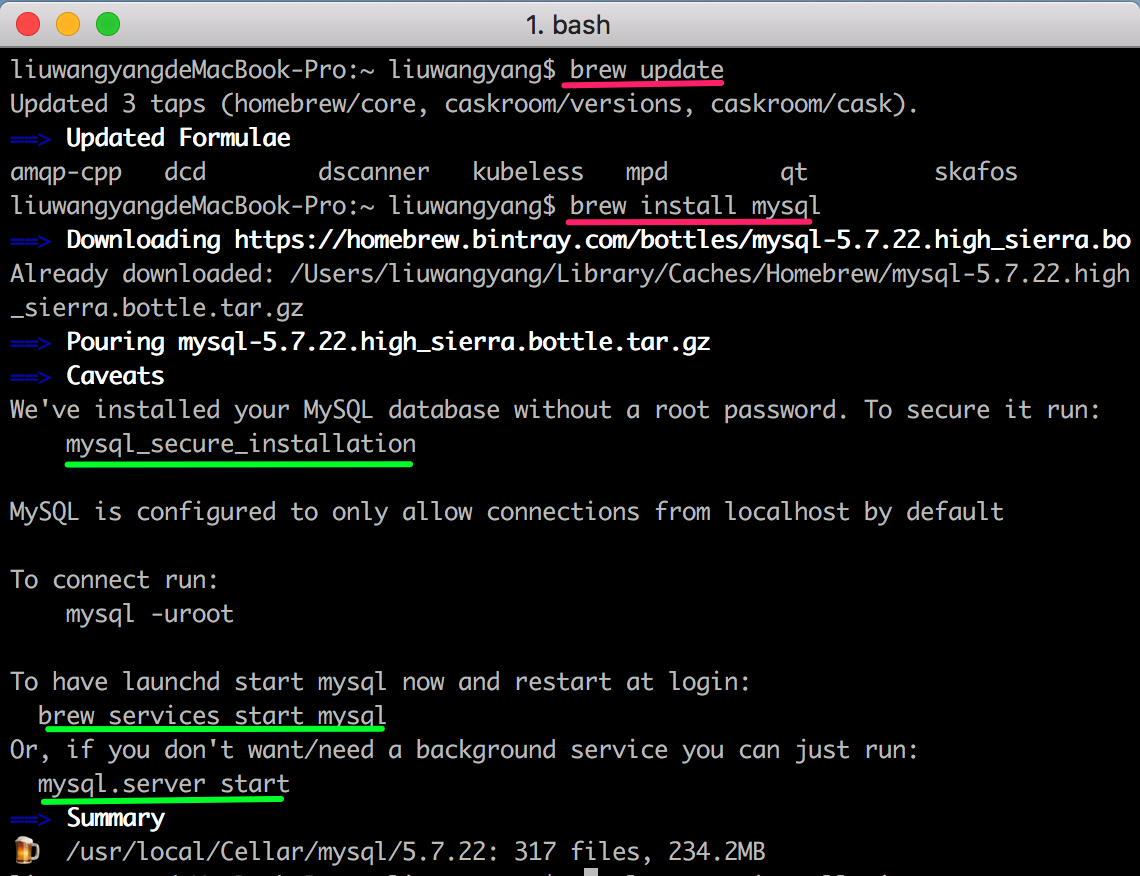 1. bash
liuwangyangdeMacBook-Pro:~ liuwangyang$ brew update
Updated 3 taps (homebrew/core, caskroom/versions, caskroom/cask).
==> Updated Formulae
amqp-cpp dcd dscanner kubeless mpd qt skafos
liuwangyangdeMacBook-Pro:~ liuwangyang$ brew install mysql
==> Downloading https://homebrew.bintray.com/bottles/mysql-5.7.22.high_sierra.bo
Already downloaded: /Users/liuwangyang/Library/Caches/Homebrew/mysql-5.7.22.high
_sierra.bottle.tar.gz
==> Pouring mysql-5.7.22.high_sierra.bottle.tar.gz
==> Caveats
We've installed your MySQL database without a root password. To secure it run:
mysql_secure_installation
MySQL is configured to only allow connections from localhost by default
To connect run:
mysql -uroot
To have launchd start mysql now and restart at login:
brew services start mysql
Or, if you don't want/need a background service you can just run:
mysql.server start
==> Summary
🍺 /usr/local/Cellar/mysql/5.7.22: 317 files, 234.2MB